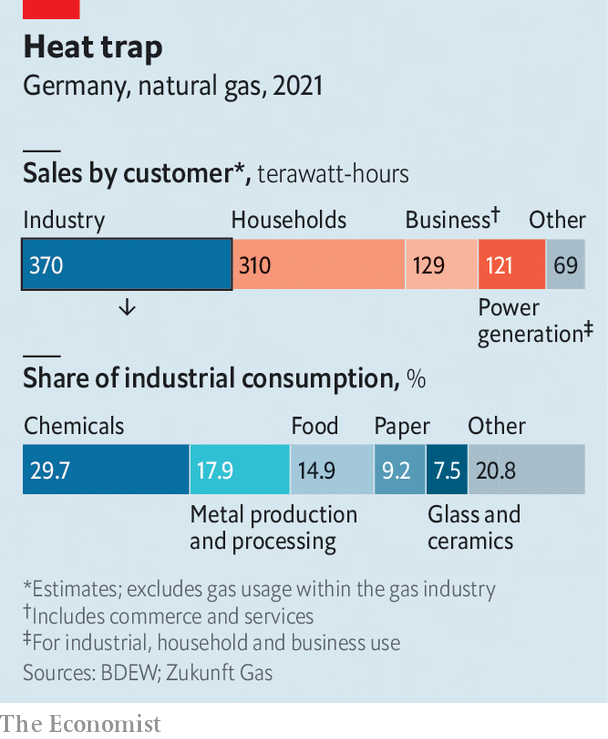 Heat trap
Germany, natural gas, 2021
Sales by customer*, terawatt-hours
Industry Households Business† Other
370 310 129 121 69
Power
generation‡
↓
Share of industrial consumption, %
Chemicals Food Paper Other
29.7 17.9 14.9 9.2 7.5 20.8
Metal production
and processing
Glass and
ceramics
*Estimates; excludes gas usage within the gas industry
†Includes commerce and services
‡For industrial, household and business use
Sources: BDEW; Zukunft Gas
The Economist